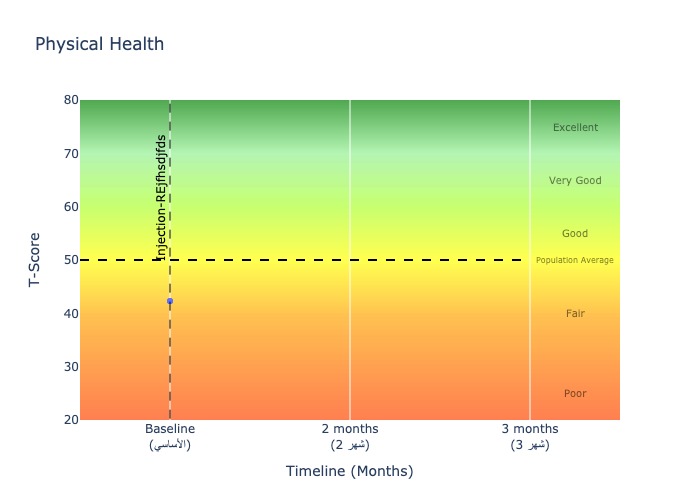 Physical Health
80
70
60
50
40
30
20
T-Score
Injection-REjfhsdjfds
Excellent
Very Good
Good
Population Average
Fair
Poor
Baseline
(الأساسي)
2 months
(2 شهر)
3 months
(3 شهر)
Timeline (Months)